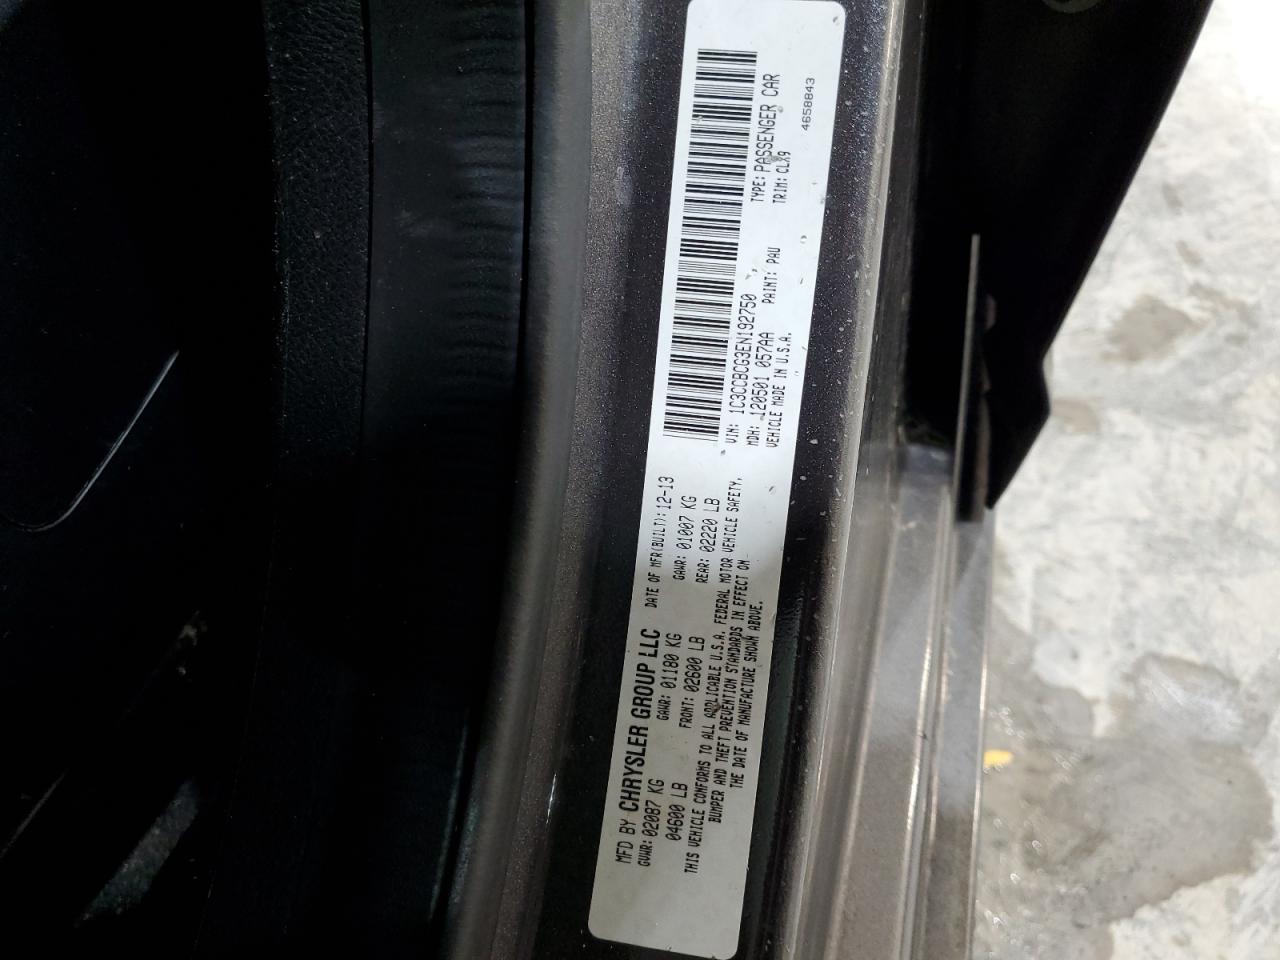 MFD BY CHRYSLER GROUP LLC DATE OF MFR(BUILT): 12-13
GVWR: 02087 KG GAWR: 01180 KG GAWR: 01007 KG
04600 LB FRONT: 02600 LB REAR: 02220 LB
THIS VEHICLE CONFORMS TO ALL APPLICABLE U.S.A. FEDERAL MOTOR VEHICLE SAFETY,
BUMPER AND THEFT PREVENTION STANDARDS IN EFFECT ON
THE DATE OF MANUFACTURE SHOWN ABOVE.
VIN: 1C3CCBCG3EN192750 TYPE: PASSENGER CAR
MDH: 120501 057AA PAINT: PAU TRIM: CLX9
VEHICLE MADE IN U.S.A.
4658843